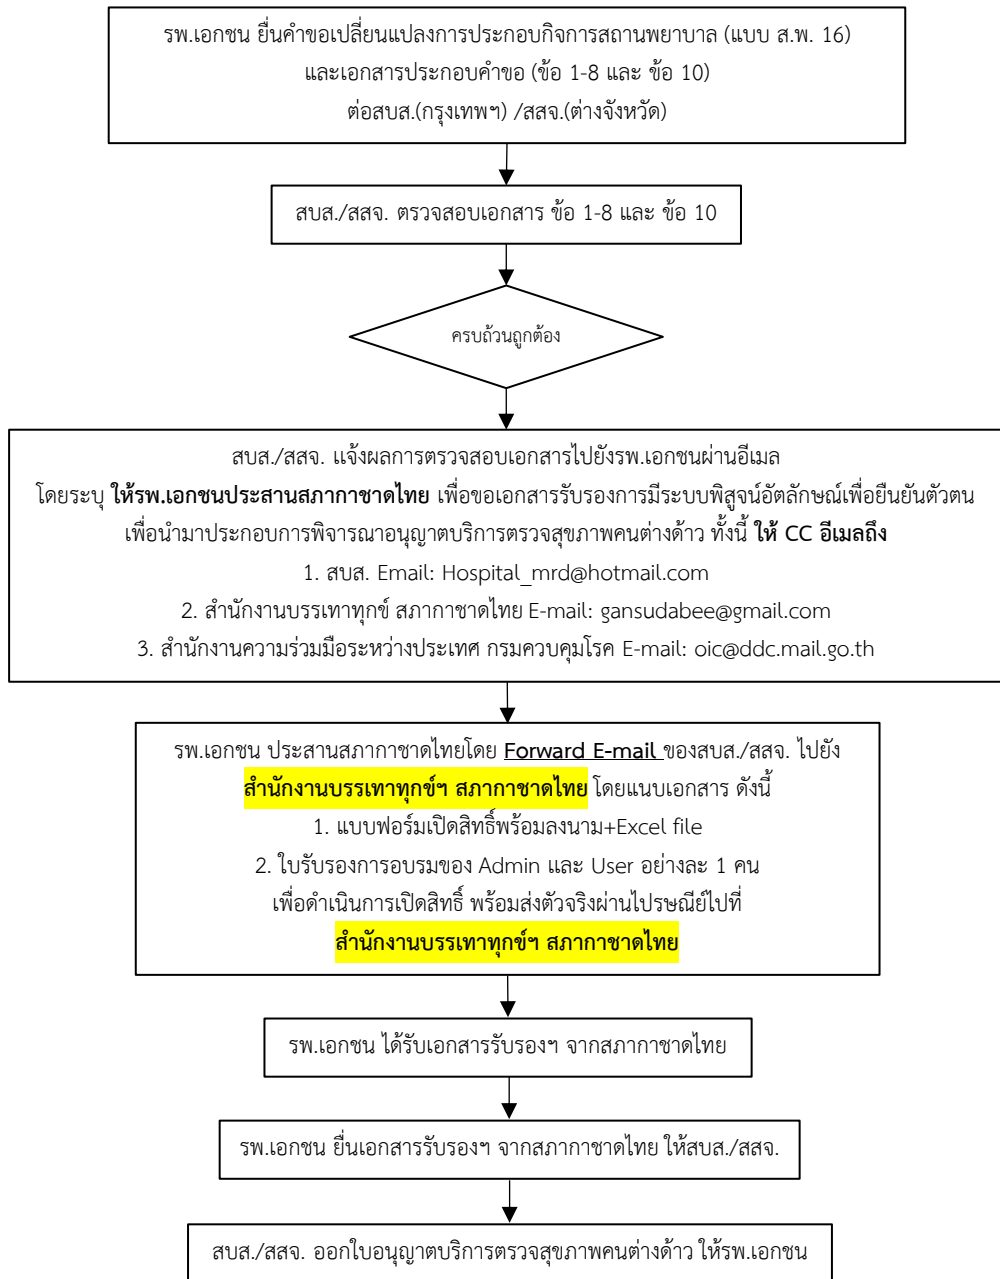 รพ.เอกชน ยื่นคำขอเปลี่ยนแปลงการประกอบกิจการสถานพยาบาล (แบบ ส.พ. 16)
และเอกสารประกอบคำขอ (ข้อ 1-8 และ ข้อ 10)
ต่อสบส.(กรุงเทพฯ) /สสจ.(ต่างจังหวัด)
สบส./สสจ. ตรวจสอบเอกสาร ข้อ 1-8 และ ข้อ 10
ครบถ้วนถูกต้อง
สบส./สสจ. แจ้งผลการตรวจสอบเอกสารไปยังรพ.เอกชนผ่านอีเมล
โดยระบุ ให้รพ.เอกชนประสานสภากาชาดไทย เพื่อขอเอกสารรับรองการมีระบบพิสูจน์อัตลักษณ์เพื่อยืนยันตัวตน
เพื่อนำมาประกอบการพิจารณาอนุญาตบริการตรวจสุขภาพคนต่างด้าว ทั้งนี้ ให้ CC อีเมลถึง
1. สบส. Email: Hospital_mrd@hotmail.com
2. สำนักงานบรรเทาทุกข์ สภากาชาดไทย E-mail: gansudabee@gmail.com
3. สำนักงานความร่วมมือระหว่างประเทศ กรมควบคุมโรค E-mail: oic@ddc.mail.go.th
รพ.เอกชน ประสานสภากาชาดไทยโดย Forward E-mail ของสบส./สสจ. ไปยัง
สำนักงานบรรเทาทุกข์ฯ สภากาชาดไทย โดยแนบเอกสาร ดังนี้
1. แบบฟอร์มเปิดสิทธิ์พร้อมลงนาม+Excel file
2. ใบรับรองการอบรมของ Admin และ User อย่างละ 1 คน
เพื่อดำเนินการเปิดสิทธิ์ พร้อมส่งตัวจริงผ่านไปรษณีย์ไปที่
สำนักงานบรรเทาทุกข์ฯ สภากาชาดไทย
รพ.เอกชน ได้รับเอกสารรับรองฯ จากสภากาชาดไทย
รพ.เอกชน ยื่นเอกสารรับรองฯ จากสภากาชาดไทย ให้สบส./สสจ.
สบส./สสจ. ออกใบอนุญาตบริการตรวจสุขภาพคนต่างด้าว ให้รพ.เอกชน